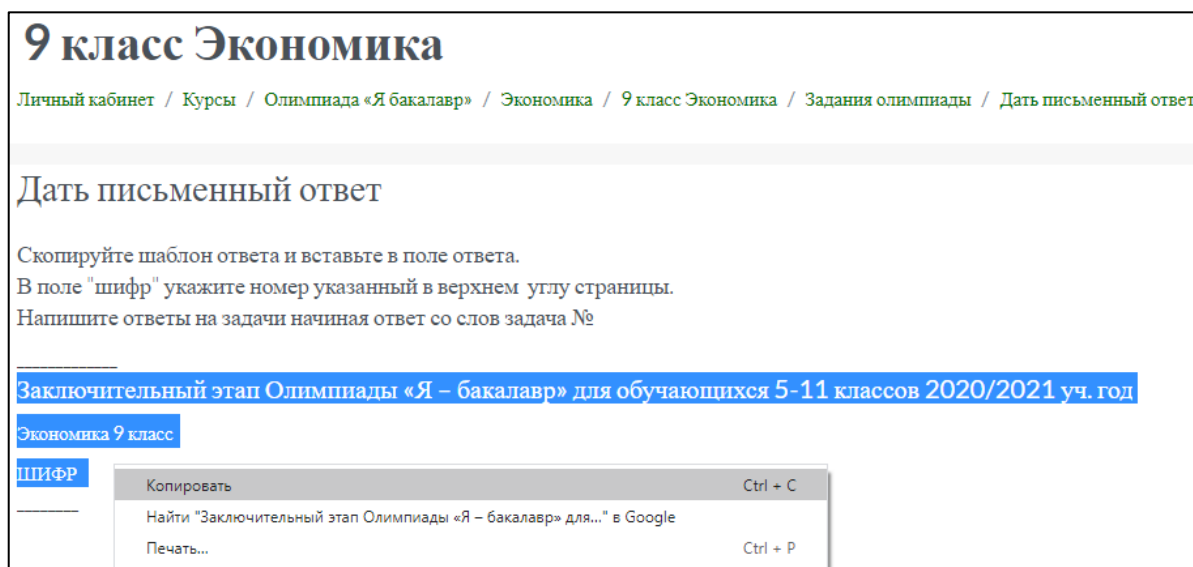 9 класс Экономика
Личный кабинет / Курсы / Олимпиада «Я бакалавр» / Экономика / 9 класс Экономика / Задания олимпиады / Дать письменный ответ
Дать письменный ответ
Скопируйте шаблон ответа и вставьте в поле ответа.
В поле "шифр" укажите номер указанный в верхнем углу страницы.
Напишите ответы на задачи начиная ответ со слов задача №
____________
Заключительный этап Олимпиады «Я – бакалавр» для обучающихся 5-11 классов 2020/2021 уч. год
Экономика 9 класс
ШИФР
________
Копировать Ctrl + C
Найти "Заключительный этап Олимпиады «Я – бакалавр» для..." в Google
Печать... Ctrl + P